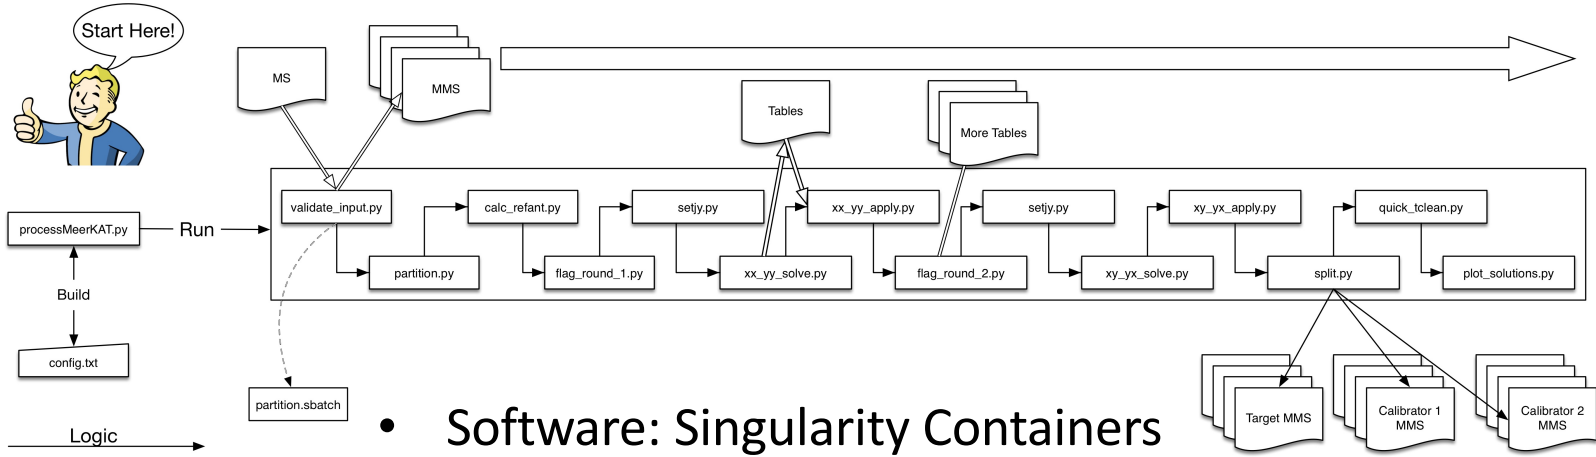 Start Here!
MS
MMS
Tables
More Tables
validate_input.py
calc_refant.py
setjy.py
xx_yy_apply.py
setjy.py
xy_yx_apply.py
quick_tclean.py
processMeerKAT.py
Run
partition.py
flag_round_1.py
xx_yy_solve.py
flag_round_2.py
xy_yx_solve.py
split.py
plot_solutions.py
Build
config.txt
partition.sbatch
Target MMS
Calibrator 1
MMS
Calibrator 2
MMS
Logic
• Software: Singularity Containers